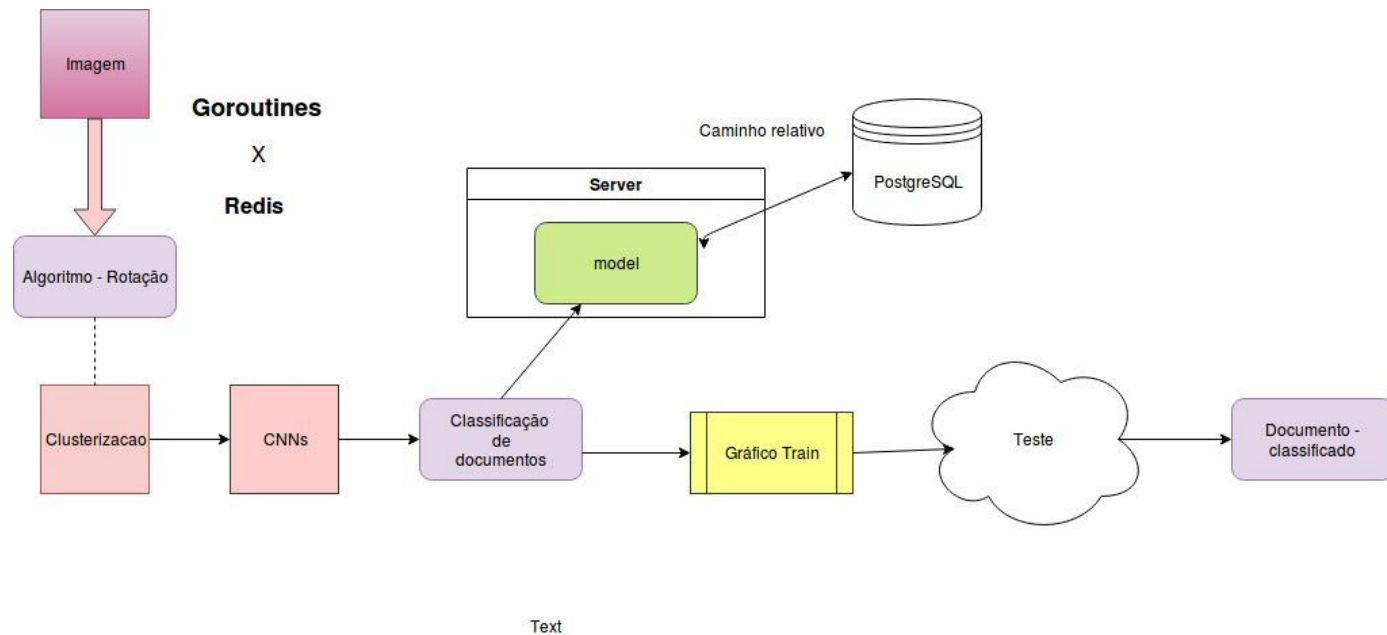 Imagem
Goroutines
X
Redis
Caminho relativo
PostgreSQL
Server
model
Algoritmo - Rotação
Clusterizacao
CNNs
Classificação
de
documentos
Gráfico Train
Teste
Documento -
classificado
Text